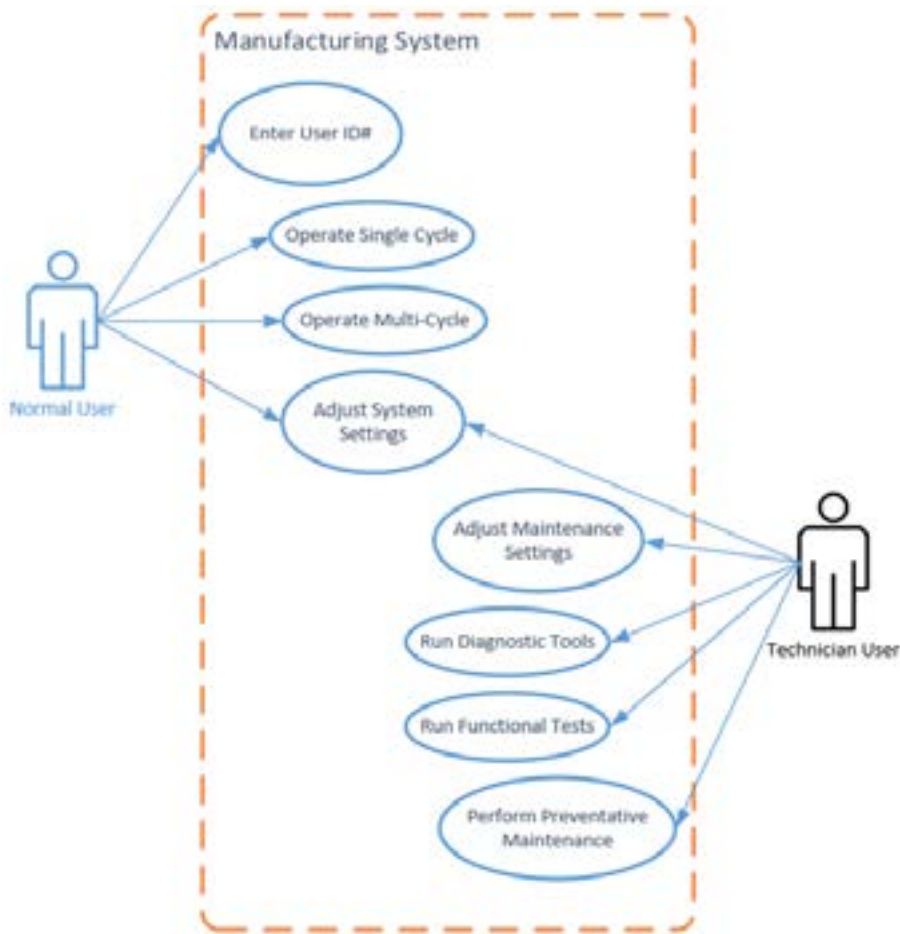 Manufacturing System
Enter User ID#
Operate Single Cycle
Operate Multi-Cycle
Normal User
Adjust System
Settings
Adjust Maintenance
Settings
Run Diagnostic Tools
Technician User
Run Functional Tests
Perform Preventative
Maintenance